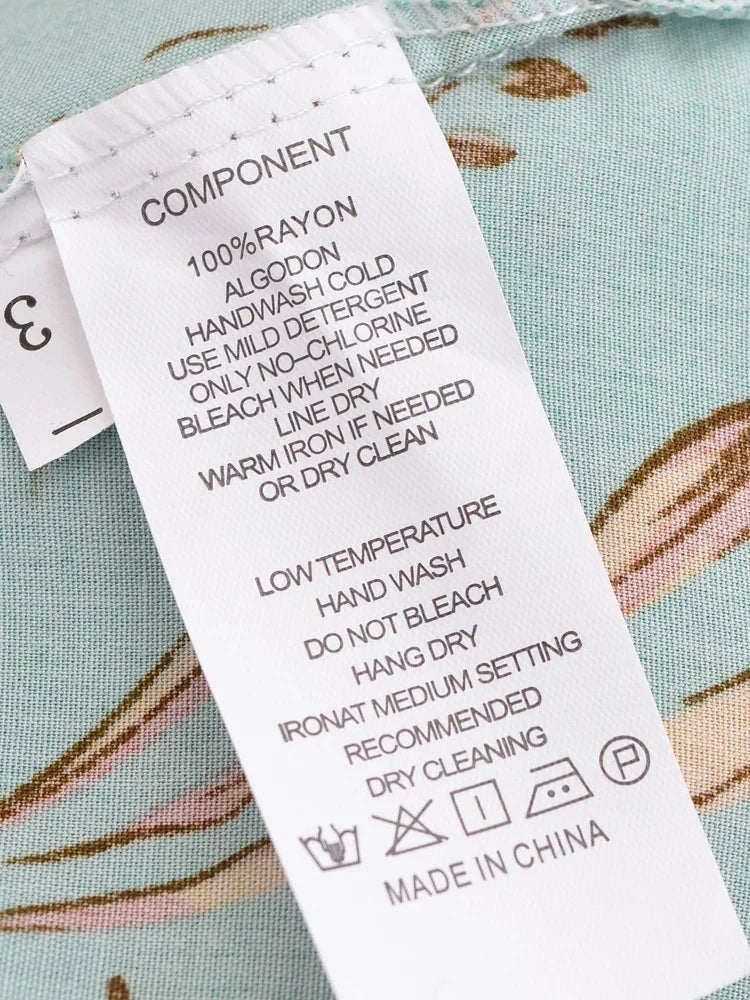 COMPONENT
100%RAYON
ALGODON
HANDWASH COLD
USE MILD DETERGENT
ONLY NO-CHLORINE
BLEACH WHEN NEEDED
LINE DRY
WARM IRON IF NEEDED
OR DRY CLEAN
LOW TEMPERATURE
HAND WASH
DO NOT BLEACH
HANG DRY
IRONAT MEDIUM SETTING
RECOMMENDED
DRY CLEANING
P
MADE IN CHINA